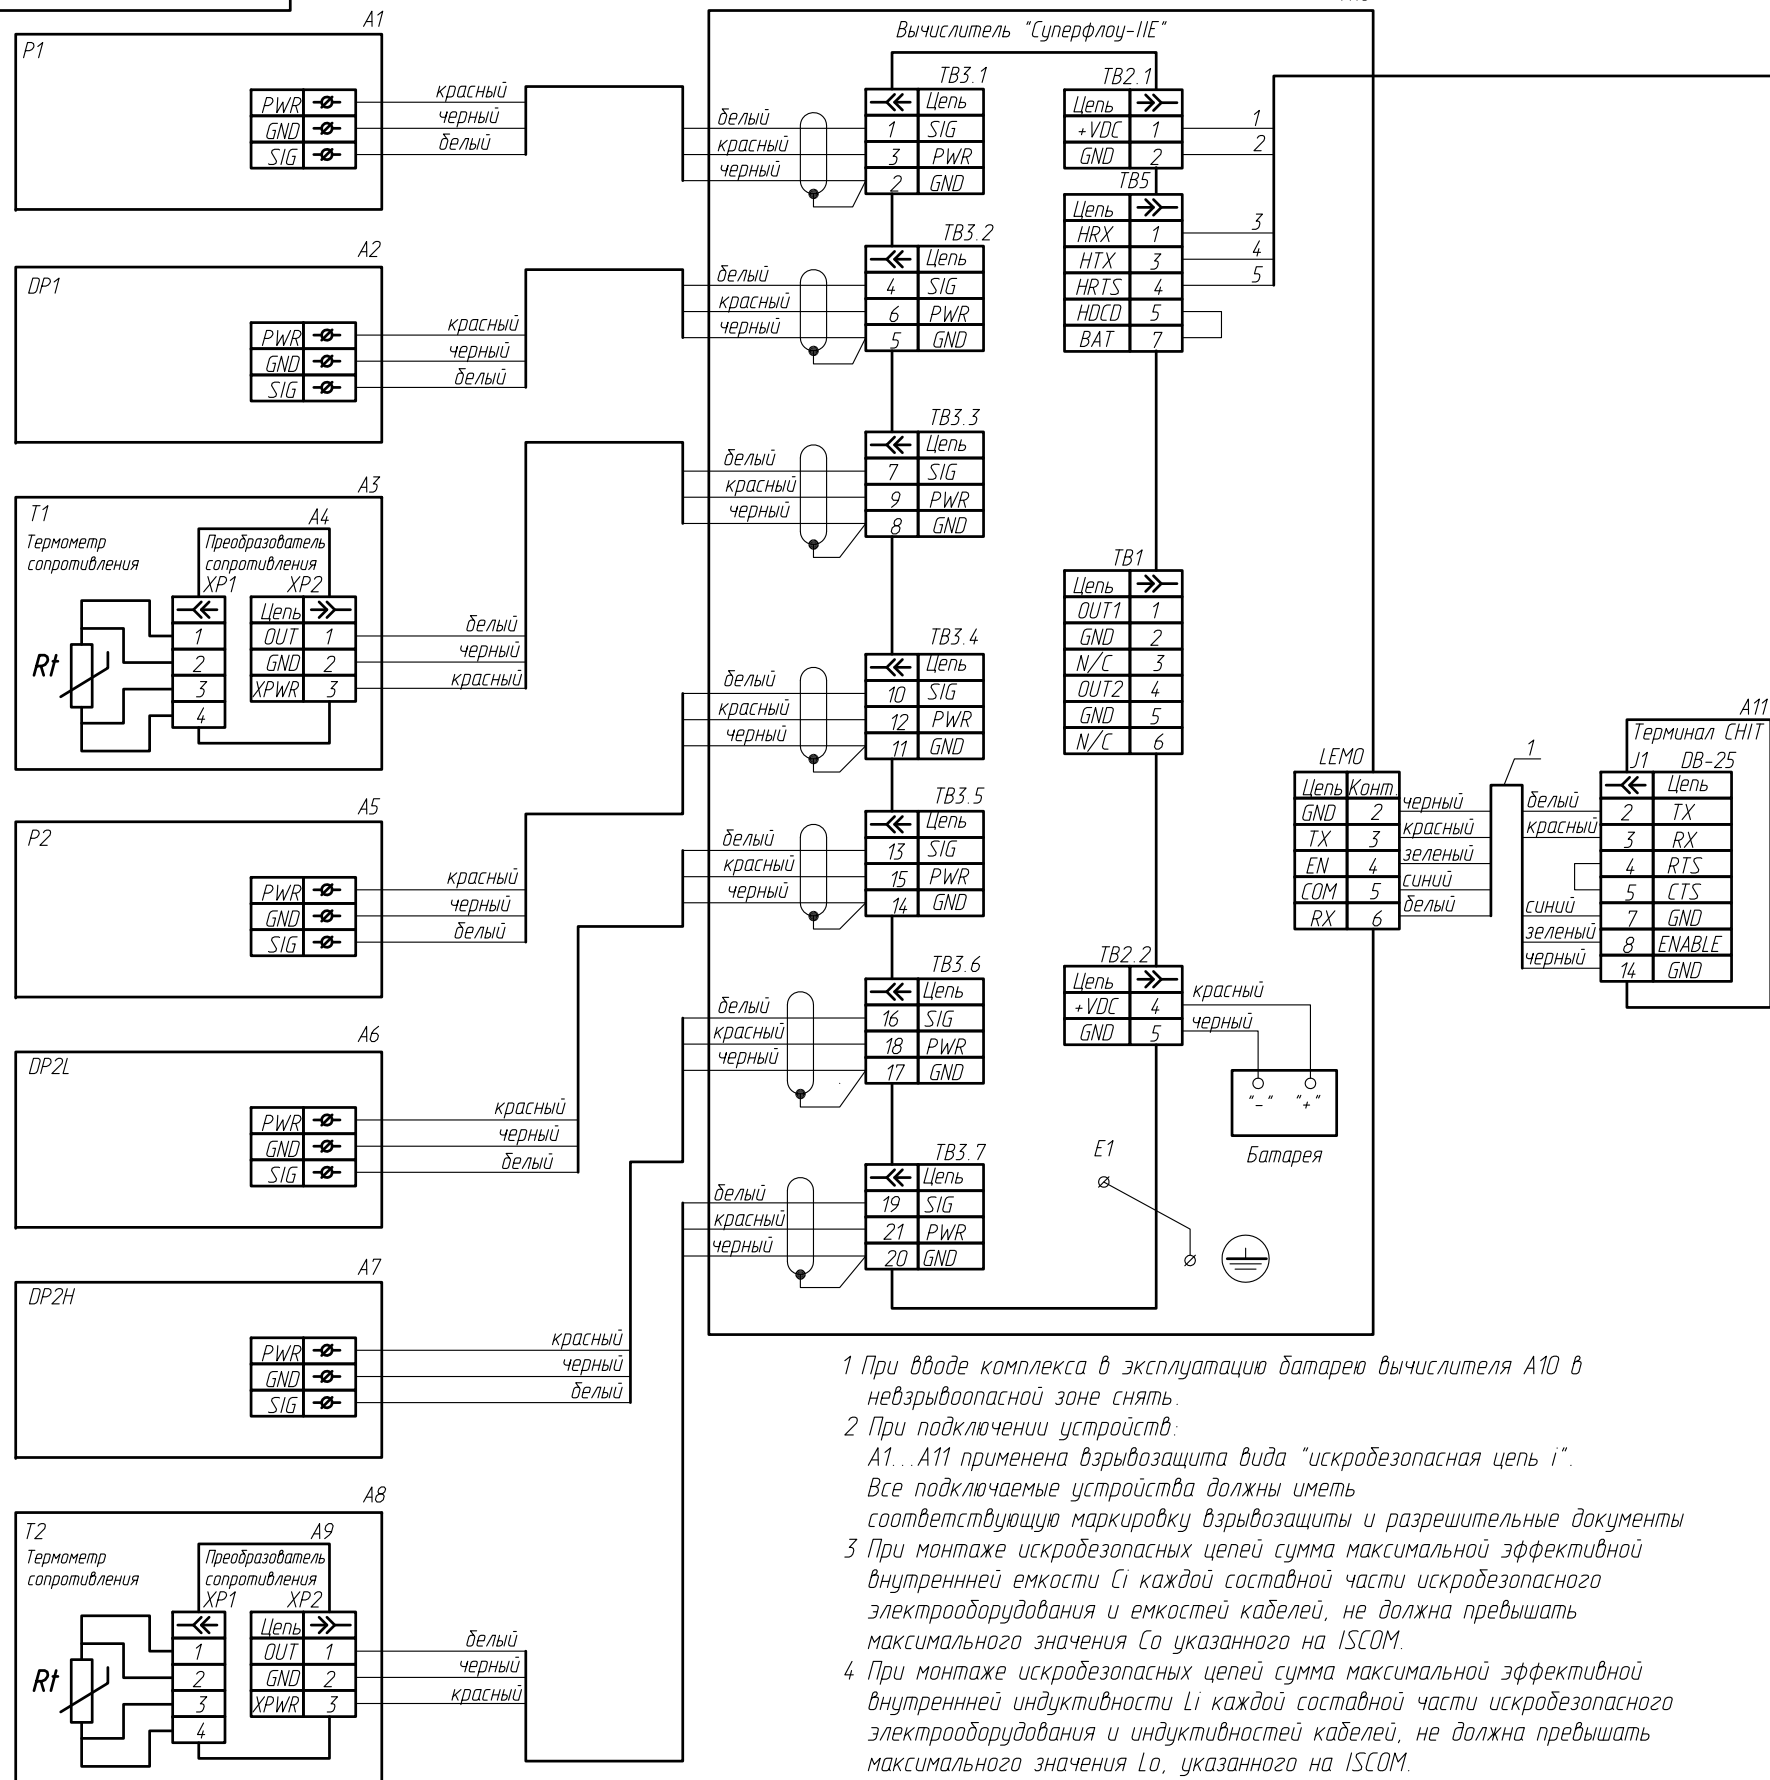 A1
P1
PWR
GND
SIG
красный
черный
белый
A2
DP1
PWR
GND
SIG
красный
черный
белый
A3
T1
Термометр
сопротивления
A4
Преобразователь
сопротивления
XP1
XP2
1
2
3
4
Цепь
OUT 1
GND 2
XPWR 3
Rt
белый
черный
красный
A5
P2
PWR
GND
SIG
красный
черный
белый
A6
DP2L
PWR
GND
SIG
красный
черный
белый
A7
DP2H
PWR
GND
SIG
красный
черный
белый
A8
T2
Термометр
сопротивления
A9
Преобразователь
сопротивления
XP1
XP2
1
2
3
4
Цепь
OUT 1
GND 2
XPWR 3
Rt
белый
черный
красный
Вычислитель "Суперфлоу-IIЕ"
TB3.1
Цепь
белый 1 SIG
красный 3 PWR
черный 2 GND
TB3.2
Цепь
белый 4 SIG
красный 6 PWR
черный 5 GND
TB3.3
Цепь
белый 7 SIG
красный 9 PWR
черный 8 GND
TB3.4
Цепь
белый 10 SIG
красный 12 PWR
черный 11 GND
TB3.5
Цепь
белый 13 SIG
красный 15 PWR
черный 14 GND
TB3.6
Цепь
белый 16 SIG
красный 18 PWR
черный 17 GND
TB3.7
Цепь
белый 19 SIG
красный 21 PWR
черный 20 GND
TB2.1
Цепь
+VDC 1 1
GND 2 2
TB5
Цепь
HRX 1 3
HTX 3 4
HRTS 4 5
HDCD 5
BAT 7
TB1
Цепь
OUT1 1
GND 2
N/C 3
OUT2 4
GND 5
N/C 6
TB2.2
Цепь
+VDC 4 красный
GND 5 черный
"-" "+"
Батарея
E1
LEMO
Цепь Конт.
GND 2 черный
TX 3 красный
EN 4 зеленый
COM 5 синий
RX 6 белый
1
A11
Терминал CHIT
J1 DB-25
Цепь
белый 2 TX
красный 3 RX
4 RTS
5 CTS
синий 7 GND
зеленый 8 ENABLE
черный 14 GND
1 При вводе комплекса в эксплуатацию батарею вычислителя А10 в
невзрывоопасной зоне снять.
2 При подключении устройств:
А1...А11 применена взрывозащита вида "искробезопасная цепь i".
Все подключаемые устройства должны иметь
соответствующую маркировку взрывозащиты и разрешительные документы
3 При монтаже искробезопасных цепей сумма максимальной эффективной
внутреннней емкости Ci каждой составной части искробезопасного
электрооборудования и емкостей кабелей, не должна превышать
максимального значения Co указанного на ISCOM.
4 При монтаже искробезопасных цепей сумма максимальной эффективной
внутреннней индуктивности Li каждой составной части искробезопасного
электрооборудования и индуктивностей кабелей, не должна превышать
максимального значения Lo, указанного на ISCOM.